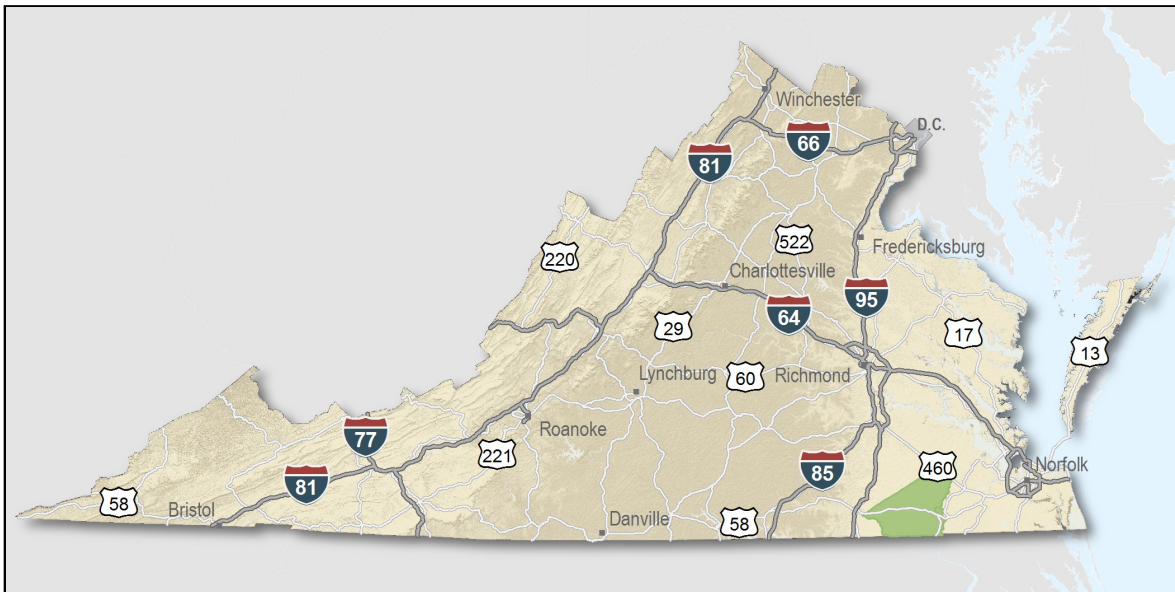 Winchester
D.C.
66
81
522
Fredericksburg
220
Charlottesville
95
64
29
17
13
Lynchburg
60
Richmond
77
Roanoke
221
85
460
Norfolk
81
58
Bristol
Danville
58